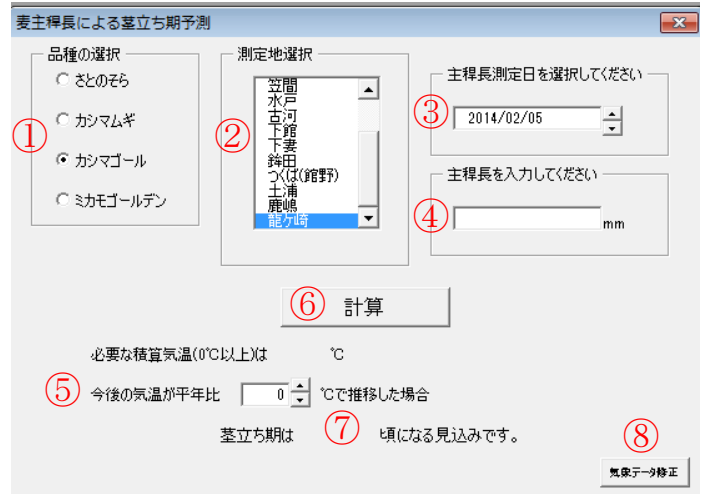 麦主稈長による茎立ち期予測
品種の選択
さとのそら
カシマムギ
カシマゴール
ミカモゴールデン
①
測定地選択
笠間
水戸
古河
下館
下妻
鉾田
つくば(館野)
土浦
鹿嶋
龍ケ崎
②
主稈長測定日を選択してください
③ 2014/02/05
主稈長を入力してください
④ mm
⑥ 計算
必要な積算気温(0℃以上)は ℃
⑤ 今後の気温が平年比 0 ℃で推移した場合
茎立ち期は ⑦ 頃になる見込みです。
⑧
気象データ修正